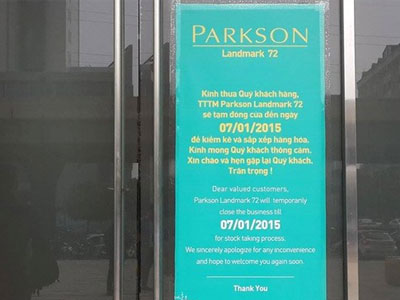 PARKSON
Landmark 72
Kính thưa Quý khách hàng,
TTTM Parkson Landmark 72
sẽ tạm đóng cửa đến ngày
07/01/2015
để kiểm kê và sắp xếp hàng hóa.
Kính mong Quý khách thông cảm.
Xin chào và hẹn gặp lại Quý khách.
Trân trọng !
Dear valued customers,
Parkson Landmark 72 will temporarily
close the business till
07/01/2015
for stock taking process.
We sincerely apologize for any inconvenience
and hope to welcome you again soon.
Thank You